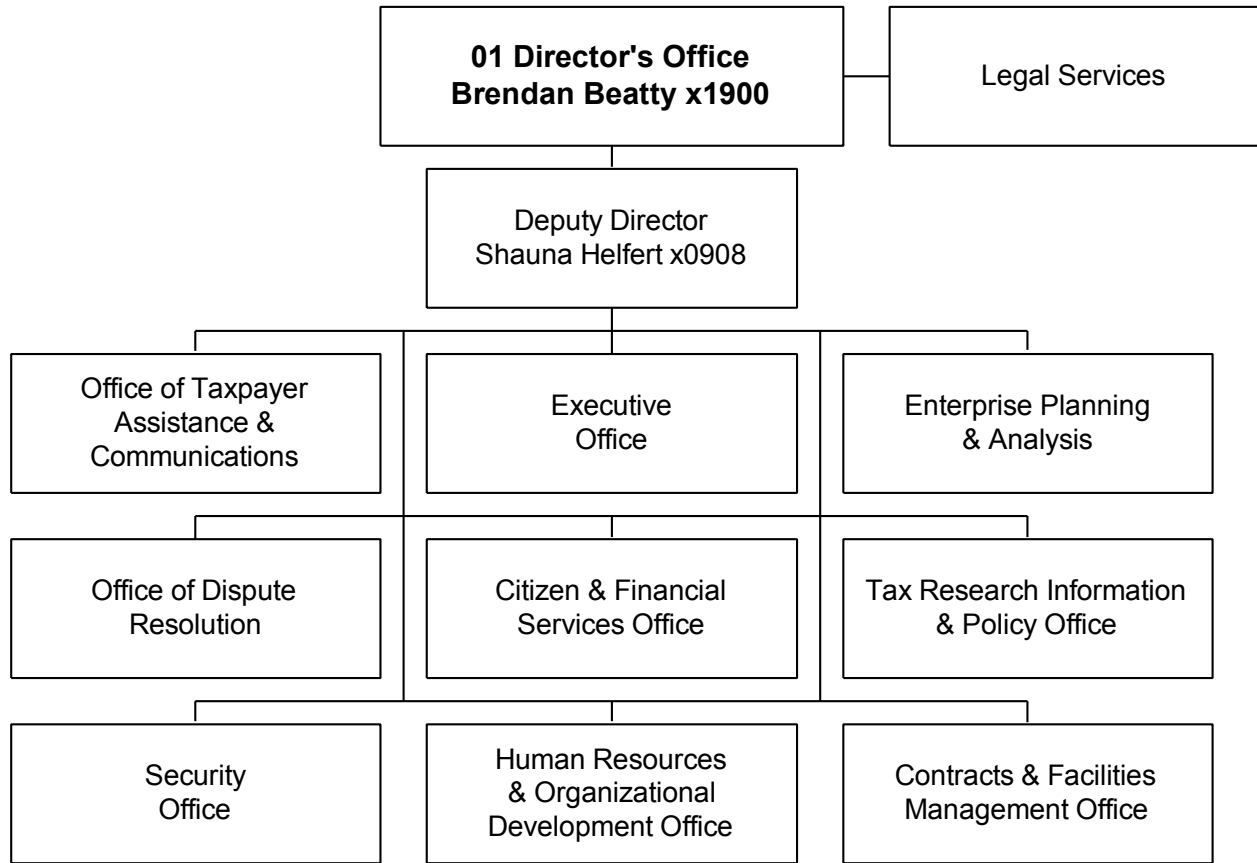 01 Director's Office
Brendan Beatty x1900
Legal Services
Deputy Director
Shauna Helfert x0908
Office of Taxpayer
Assistance &
Communications
Executive
Office
Enterprise Planning
& Analysis
Office of Dispute
Resolution
Citizen & Financial
Services Office
Tax Research Information
& Policy Office
Security
Office
Human Resources
& Organizational
Development Office
Contracts & Facilities
Management Office